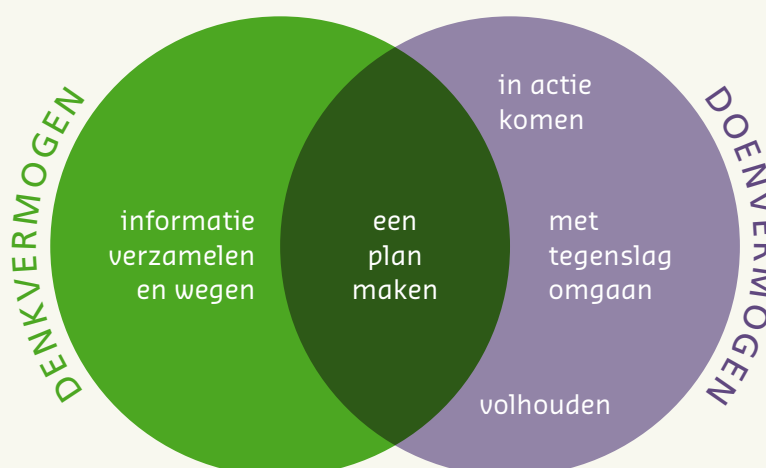 DENKVERMOGEN
informatie
verzamelen
en wegen
een
plan
maken
in actie
komen
met
tegenslag
omgaan
volhouden
DOENVERMOGEN